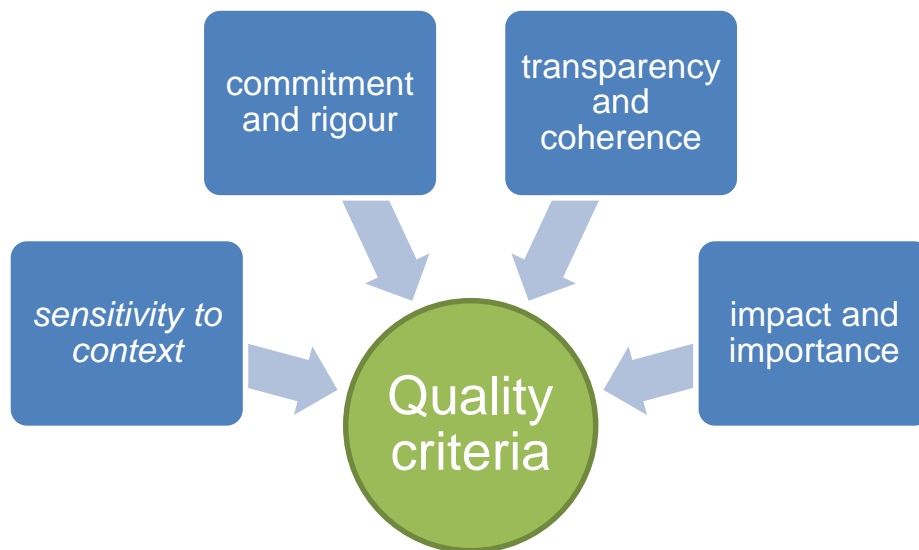 commitment
and rigour
transparency
and
coherence
sensitivity to
context
impact and
importance
Quality
criteria